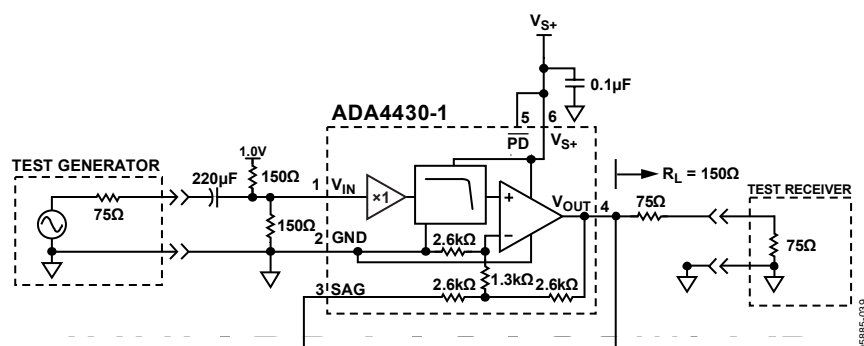 VS+
0.1µF
ADA4430-1
5
6
PD
VS+
TEST GENERATOR
1.0V
220µF
150Ω
1
VIN
×1
75Ω
150Ω
2
GND
2.6kΩ
+
−
VOUT
4
RL = 150Ω
75Ω
TEST RECEIVER
75Ω
1.3kΩ
3
SAG
2.6kΩ
2.6kΩ